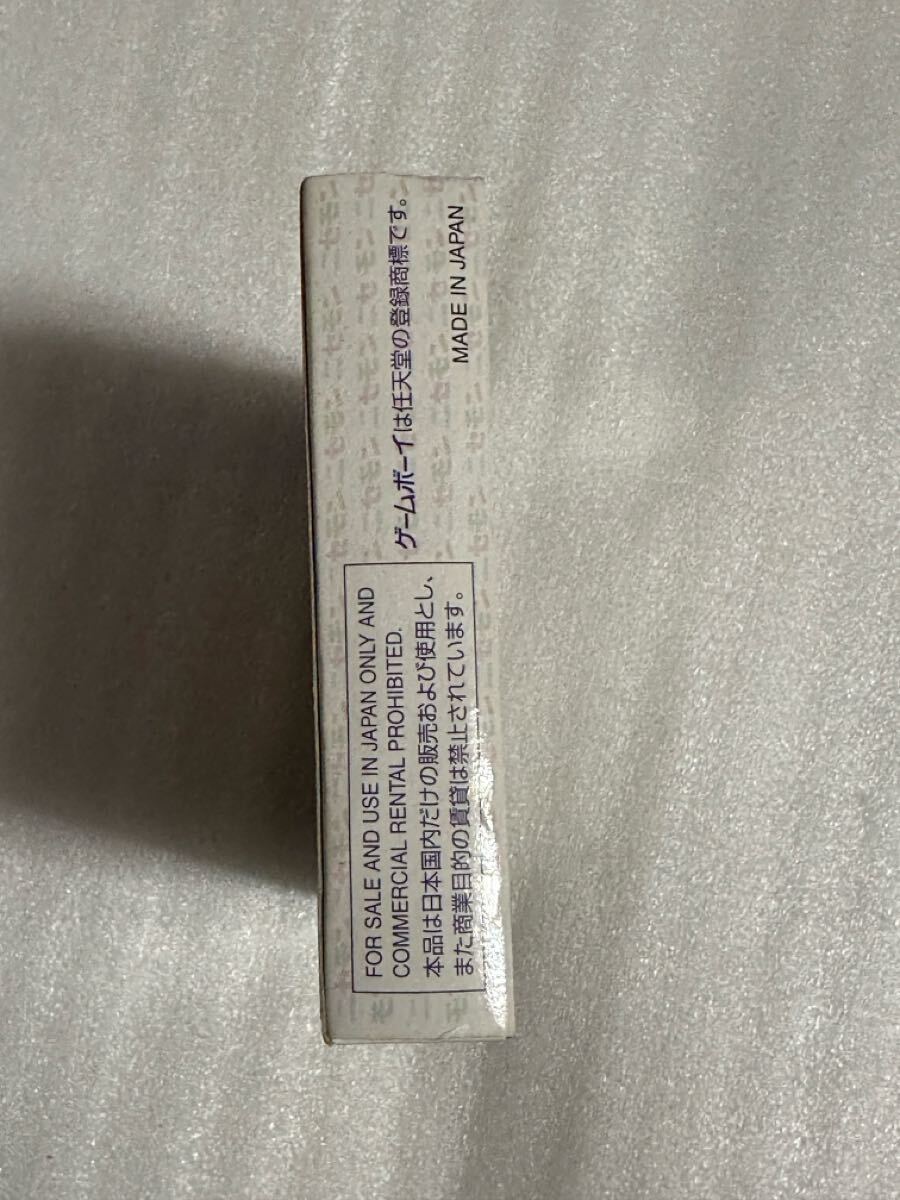 FOR SALE AND USE IN JAPAN ONLY AND
COMMERCIAL RENTAL PROHIBITED.
本品は日本国内だけの販売および使用とし、
また商業目的の賃貸は禁止されています。
ゲームボーイは任天堂の登録商標です。
MADE IN JAPAN